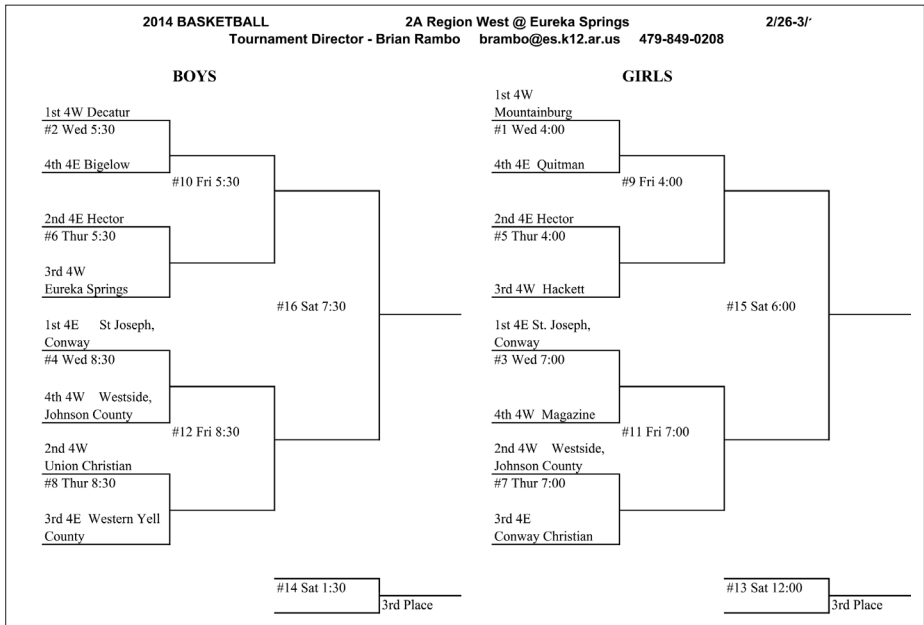 2014 BASKETBALL 2A Region West @ Eureka Springs 2/26-3/
Tournament Director - Brian Rambo brambo@es.k12.ar.us 479-849-0208
BOYS
1st 4W Decatur
#2 Wed 5:30
4th 4E Bigelow
#10 Fri 5:30
2nd 4E Hector
#6 Thur 5:30
3rd 4W
Eureka Springs
#16 Sat 7:30
1st 4E St Joseph,
Conway
#4 Wed 8:30
4th 4W Westside,
Johnson County
#12 Fri 8:30
2nd 4W
Union Christian
#8 Thur 8:30
3rd 4E Western Yell
County
#14 Sat 1:30
3rd Place
GIRLS
1st 4W
Mountainburg
#1 Wed 4:00
4th 4E Quitman
#9 Fri 4:00
2nd 4E Hector
#5 Thur 4:00
3rd 4W Hackett
#15 Sat 6:00
1st 4E St. Joseph,
Conway
#3 Wed 7:00
4th 4W Magazine
#11 Fri 7:00
2nd 4W Westside,
Johnson County
#7 Thur 7:00
3rd 4E
Conway Christian
#13 Sat 12:00
3rd Place